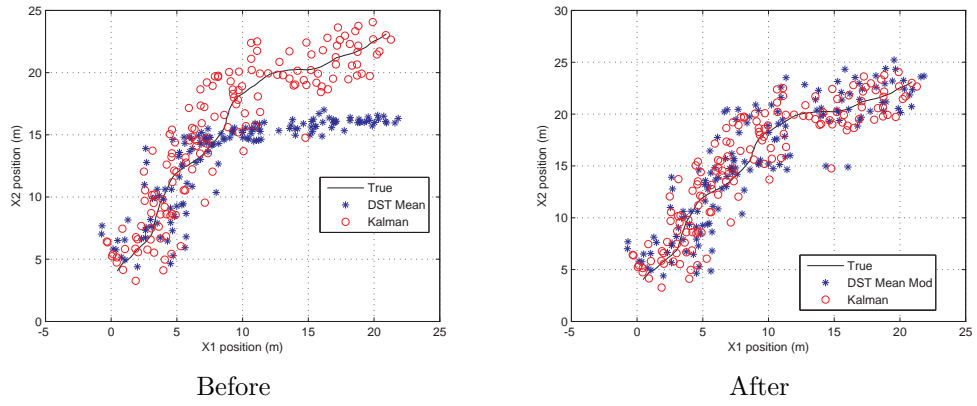 25
20
15
10
5
0
X2 position (m)
-5 0 5 10 15 20 25
X1 position (m)
True
DST Mean
Kalman
Before
30
25
20
15
10
5
0
X2 position (m)
-5 0 5 10 15 20 25
X1 position (m)
True
DST Mean Mod
Kalman
After